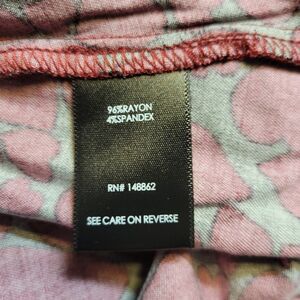 96%RAYON
4%SPANDEX
RN# 148862
SEE CARE ON REVERSE